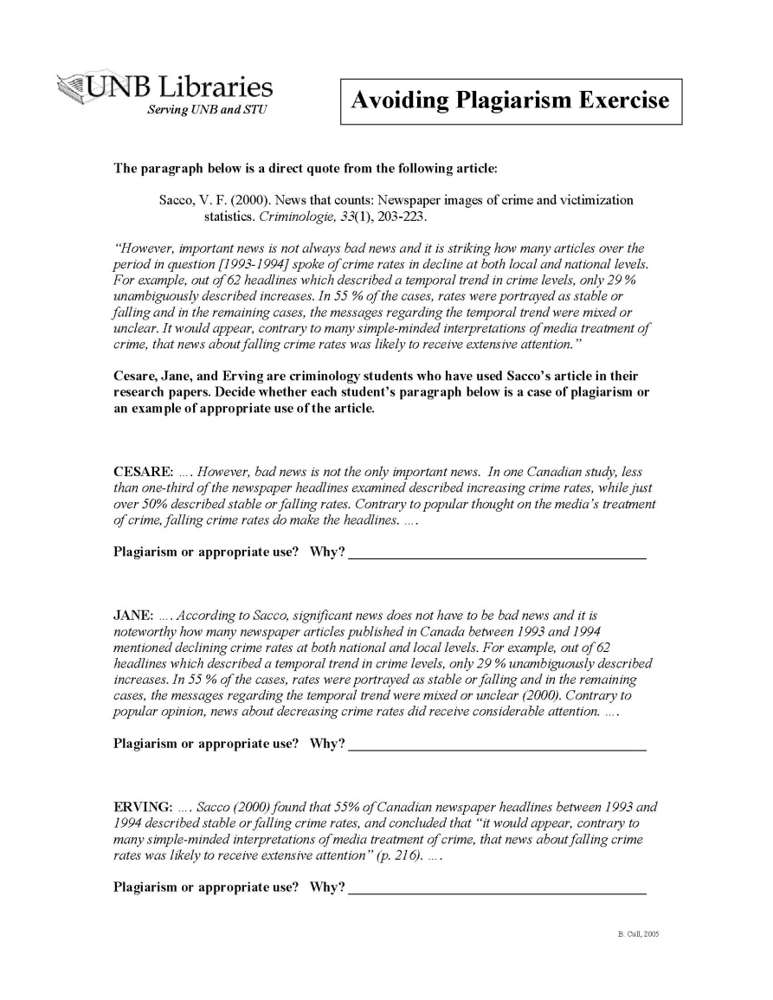 UNB Libraries
Serving UNB and STU
Avoiding Plagiarism Exercise
The paragraph below is a direct quote from the following article:
Sacco, V. F. (2000). News that counts: Newspaper images of crime and victimization
statistics. Criminologie, 33(1), 203-223.
“However, important news is not always bad news and it is striking how many articles over the
period in question [1993-1994] spoke of crime rates in decline at both local and national levels.
For example, out of 62 headlines which described a temporal trend in crime levels, only 29 %
unambiguously described increases. In 55 % of the cases, rates were portrayed as stable or
falling and in the remaining cases, the messages regarding the temporal trend were mixed or
unclear. It would appear, contrary to many simple-minded interpretations of media treatment of
crime, that news about falling crime rates was likely to receive extensive attention.”
Cesare, Jane, and Erving are criminology students who have used Sacco’s article in their
research papers. Decide whether each student’s paragraph below is a case of plagiarism or
an example of appropriate use of the article.
CESARE: …. However, bad news is not the only important news. In one Canadian study, less
than one-third of the newspaper headlines examined described increasing crime rates, while just
over 50% described stable or falling rates. Contrary to popular thought on the media’s treatment
of crime, falling crime rates do make the headlines. ….
Plagiarism or appropriate use? Why? ____________________
JANE: …. According to Sacco, significant news does not have to be bad news and it is
noteworthy how many newspaper articles published in Canada between 1993 and 1994
mentioned declining crime rates at both national and local levels. For example, out of 62
headlines which described a temporal trend in crime levels, only 29 % unambiguously described
increases. In 55 % of the cases, rates were portrayed as stable or falling and in the remaining
cases, the messages regarding the temporal trend were mixed or unclear (2000). Contrary to
popular opinion, news about decreasing crime rates did receive considerable attention. ….
Plagiarism or appropriate use? Why? ____________________
ERVING: …. Sacco (2000) found that 55% of Canadian newspaper headlines between 1993 and
1994 described stable or falling crime rates, and concluded that “it would appear, contrary to
many simple-minded interpretations of media treatment of crime, that news about falling crime
rates was likely to receive extensive attention” (p. 216). ….
Plagiarism or appropriate use? Why? ____________________
B. Cull, 2005